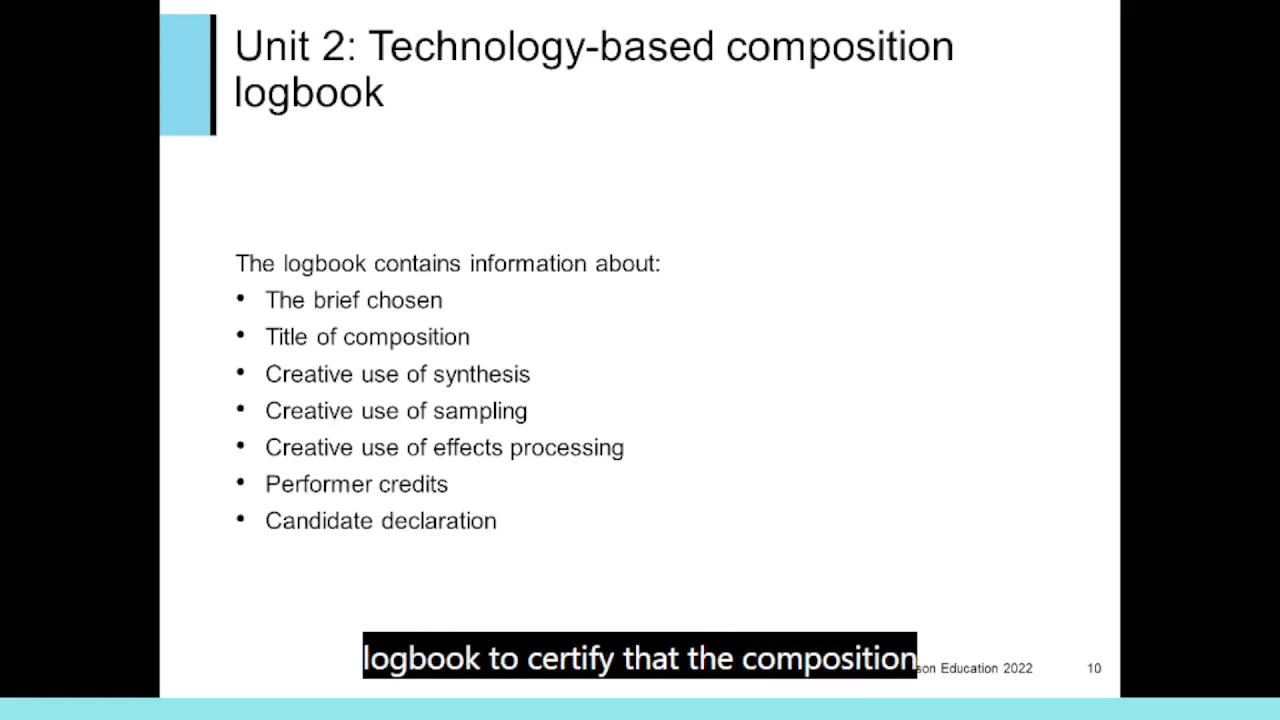 Unit 2: Technology-based composition
logbook
The logbook contains information about:
• The brief chosen
• Title of composition
• Creative use of synthesis
• Creative use of sampling
• Creative use of effects processing
• Performer credits
• Candidate declaration
logbook to certify that the composition
Education 2022
10